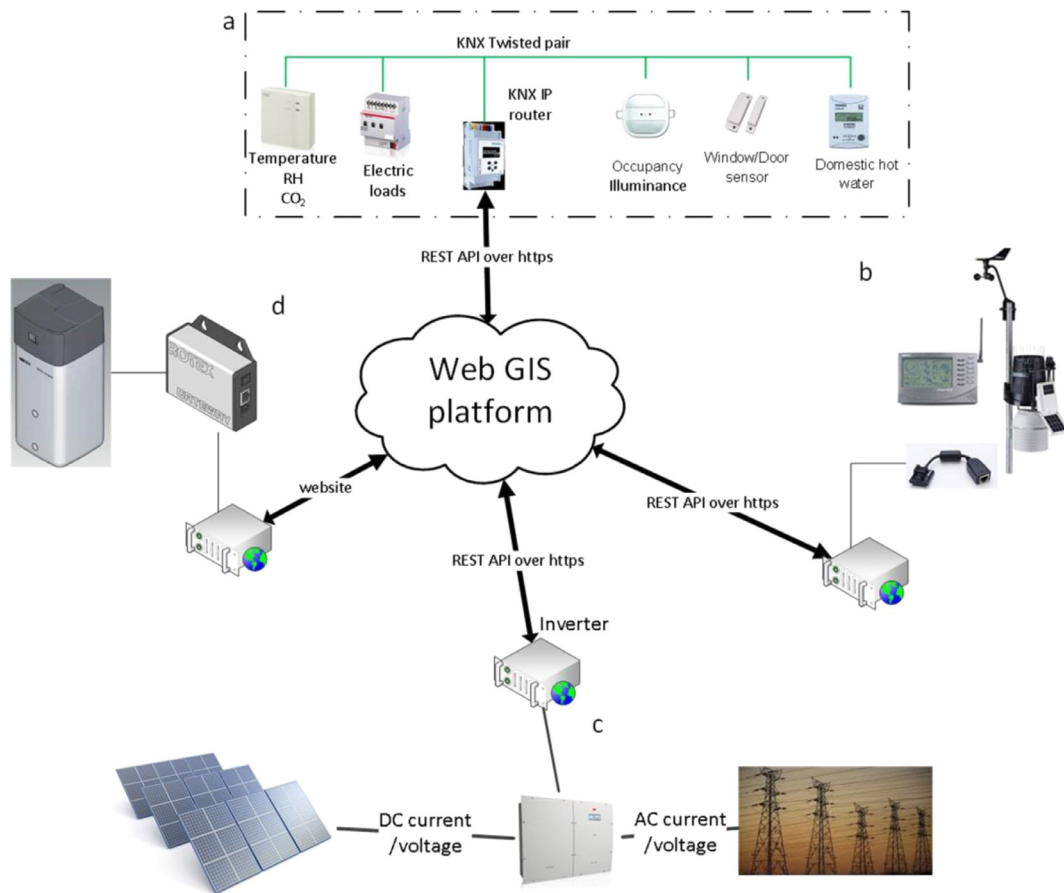 a
KNX Twisted pair
KNX IP
router
Temperature
RH
CO₂
Electric
loads
Occupancy
Illuminance
Window/Door
sensor
Domestic hot
water
REST API over https
b
d
ROTEX
GATEWAY
Web GIS
platform
website
REST API over https
REST API over https
Inverter
c
DC current
/voltage
AC current
/voltage